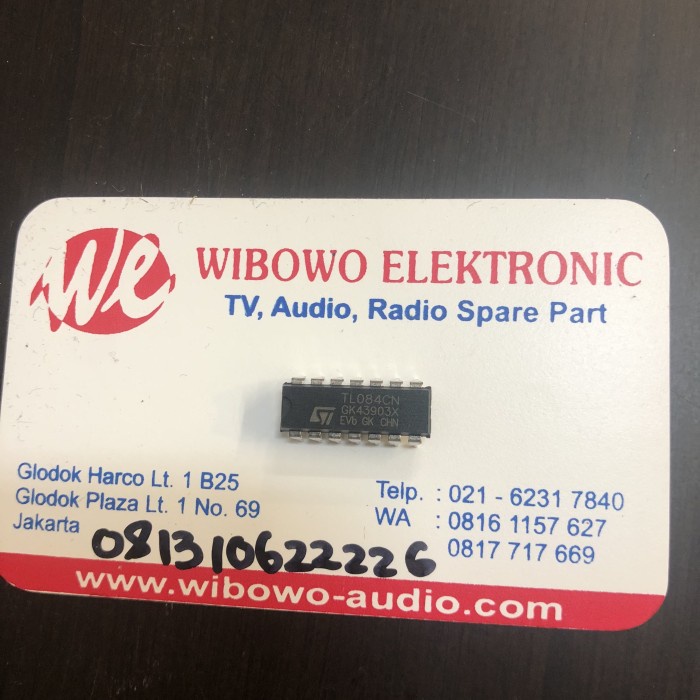 We
WIBOWO ELEKTRONIC
TV, Audio, Radio Spare Part
TL084CN
GK43903X
ST
EVb GK CHN
Glodok Harco Lt. 1 B25
Glodok Plaza Lt. 1 No. 69
Jakarta
081310622226
Telp. : 021 - 6231 7840
WA : 0816 1157 627
0817 717 669
www.wibowo-audio.com